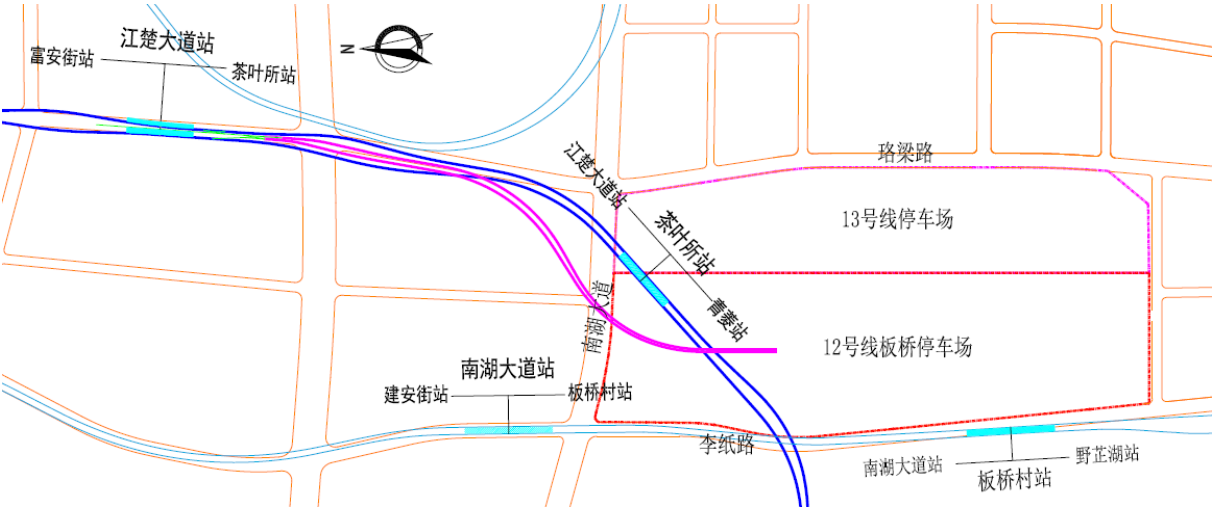 江楚大道站
富安街站
茶叶所站
N
江楚大道站
茶叶所站
青菱站
珞梁路
13号线停车场
南湖大道
12号线板桥停车场
南湖大道站
建安街站
板桥村站
李纸路
南湖大道站
野芷湖站
板桥村站